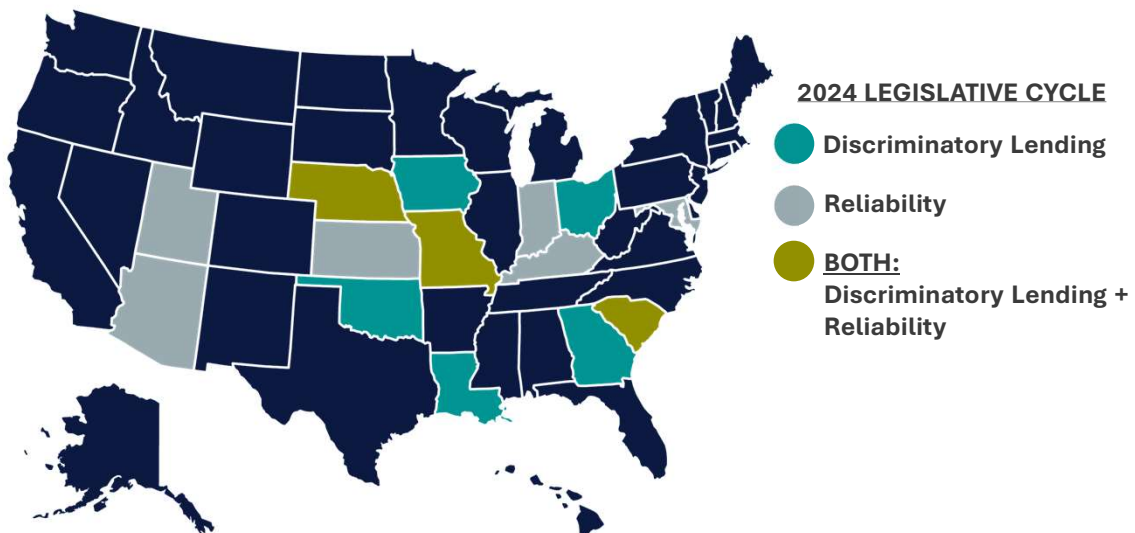 2024 LEGISLATIVE CYCLE
Discriminatory Lending
Reliability
BOTH:
Discriminatory Lending +
Reliability